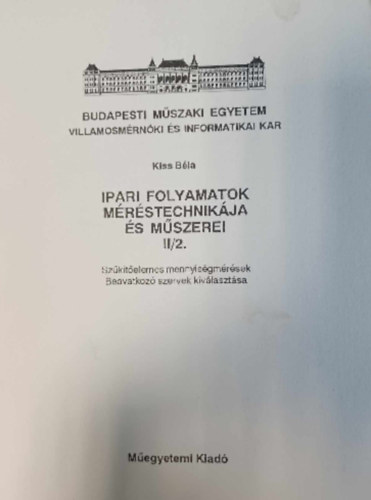 BUDAPESTI MŰSZAKI EGYETEM
VILLAMOSMÉRNÖKI ÉS INFORMATIKAI KAR
Kiss Béla
IPARI FOLYAMATOK
MÉRÉSTECHNIKÁJA
ÉS MŰSZEREI
II/2.
Szűkítőelemes mennyiségmérések
Beavatkozó szervek kiválasztása
Műegyetemi Kiadó